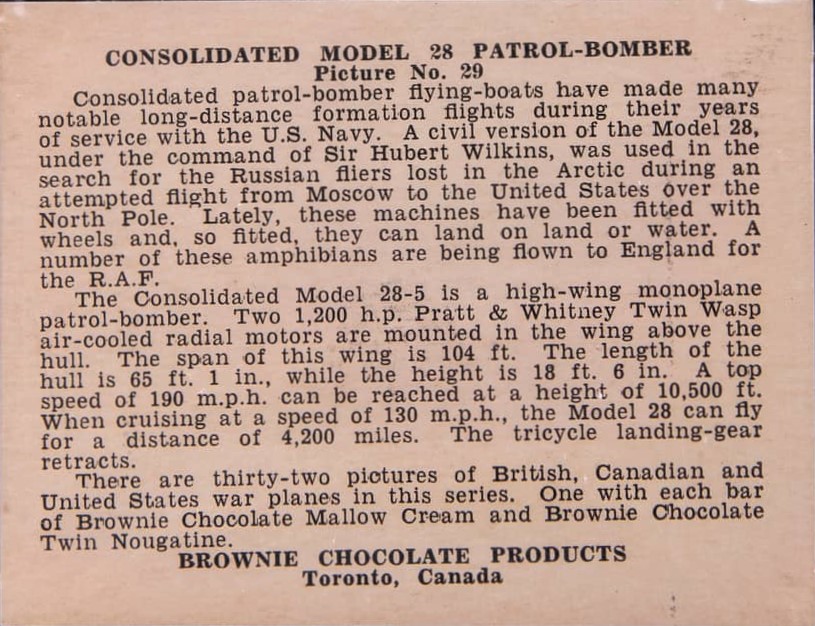 CONSOLIDATED MODEL 28 PATROL-BOMBER
Picture No. 29
Consolidated patrol-bomber flying-boats have made many
notable long-distance formation flights during their years
of service with the U.S. Navy. A civil version of the Model 28,
under the command of Sir Hubert Wilkins, was used in the
search for the Russian fliers lost in the Arctic during an
attempted flight from Moscow to the United States over the
North Pole. Lately, these machines have been fitted with
wheels and, so fitted, they can land on land or water. A
number of these amphibians are being flown to England for
the R.A.F.
The Consolidated Model 28-5 is a high-wing monoplane
patrol-bomber. Two 1,200 h.p. Pratt & Whitney Twin Wasp
air-cooled radial motors are mounted in the wing above the
hull. The span of this wing is 104 ft. The length of the
hull is 65 ft. 1 in., while the height is 18 ft. 6 in. A top
speed of 190 m.p.h. can be reached at a height of 10,500 ft.
When cruising at a speed of 130 m.p.h., the Model 28 can fly
for a distance of 4,200 miles. The tricycle landing-gear
retracts.
There are thirty-two pictures of British, Canadian and
United States war planes in this series. One with each bar
of Brownie Chocolate Mallow Cream and Brownie Chocolate
Twin Nougatine.
BROWNIE CHOCOLATE PRODUCTS
Toronto, Canada